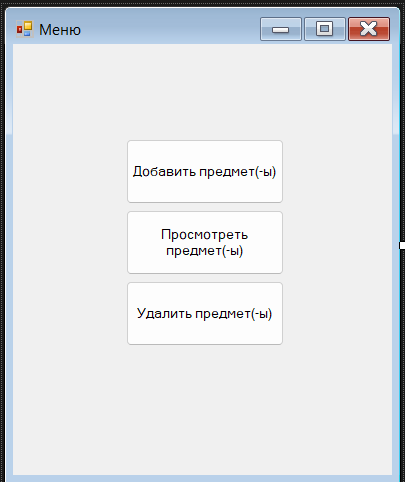 Меню
Добавить предмет(-ы)
Просмотреть
предмет(-ы)
Удалить предмет(-ы)